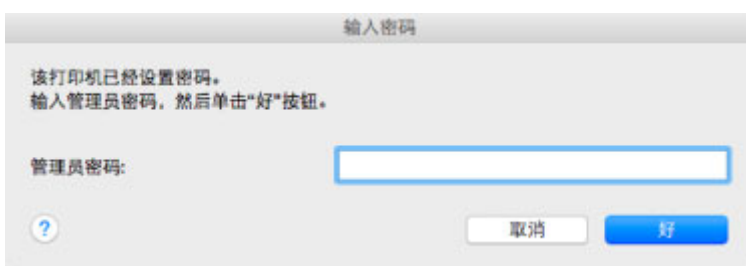 输入密码
该打印机已经设置密码。
输入管理员密码，然后单击“好”按钮。
管理员密码:
?
取消
好